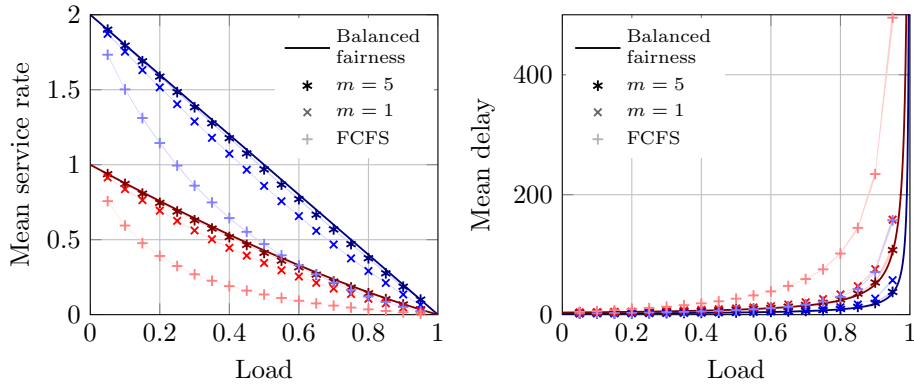 Mean service rate
2
1.5
1
0.5
0
0 0.2 0.4 0.6 0.8 1
Load
Balanced
fairness
m = 5
m = 1
FCFS
Mean delay
400
200
0
0 0.2 0.4 0.6 0.8 1
Load
Balanced
fairness
m = 5
m = 1
FCFS